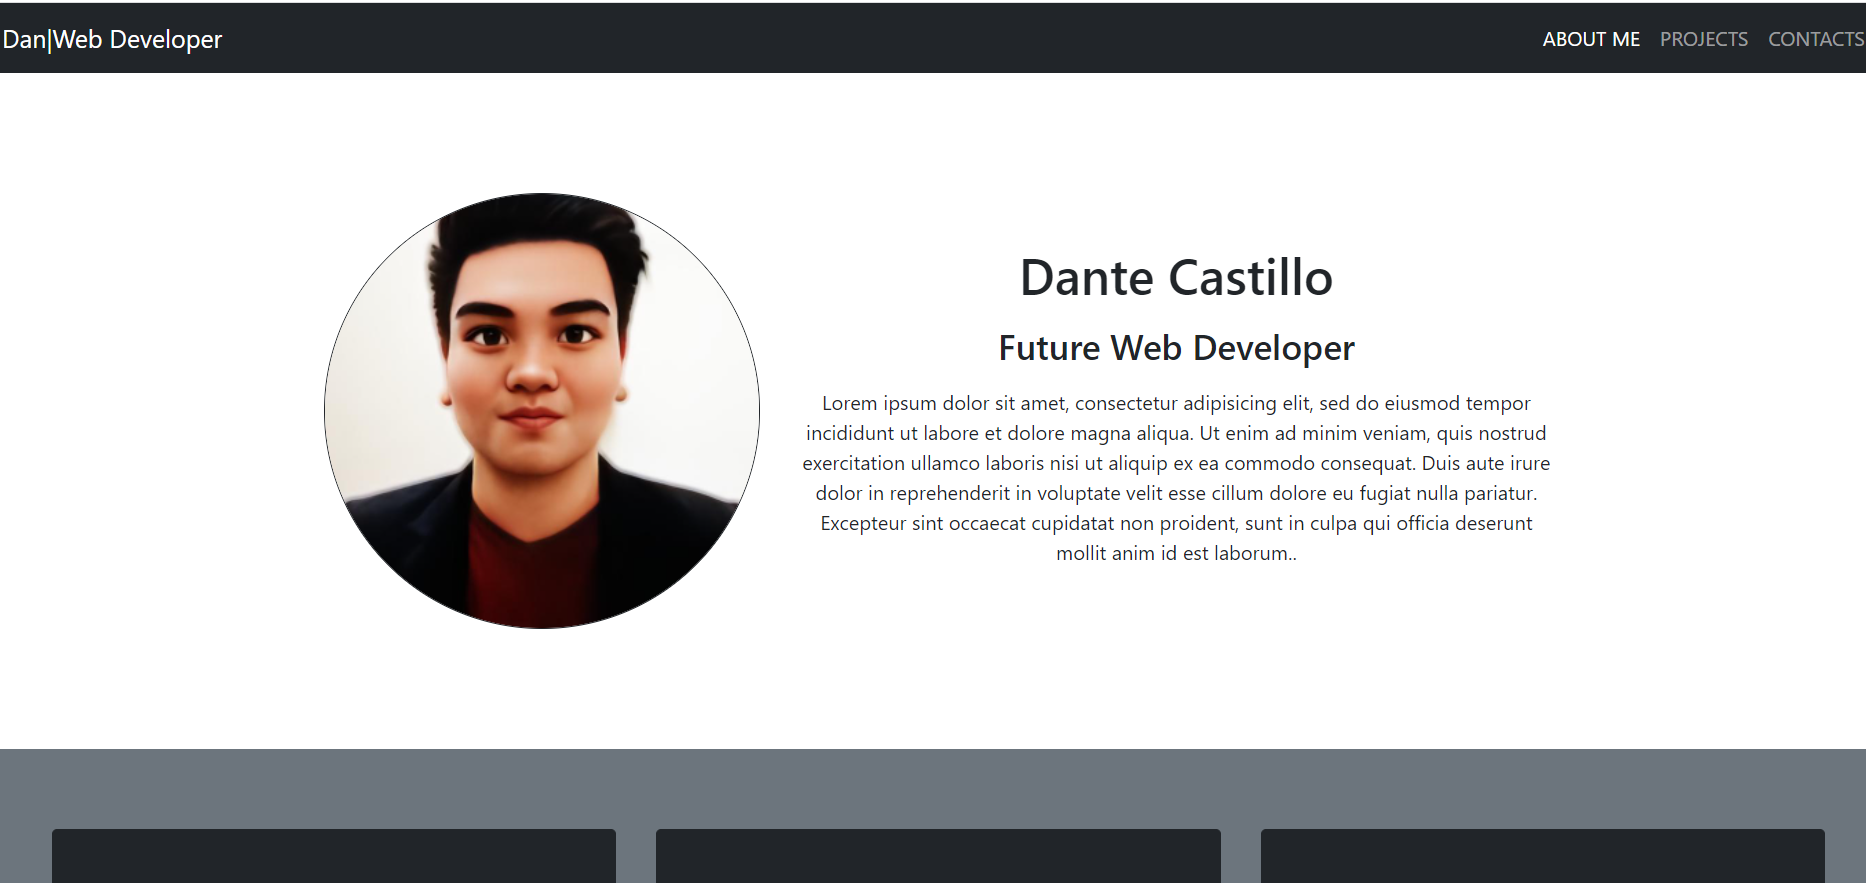 Dan|Web Developer
ABOUT ME PROJECTS CONTACTS
Dante Castillo
Future Web Developer
Lorem ipsum dolor sit amet, consectetur adipisicing elit, sed do eiusmod tempor
incididunt ut labore et dolore magna aliqua. Ut enim ad minim veniam, quis nostrud
exercitation ullamco laboris nisi ut aliquip ex ea commodo consequat. Duis aute irure
dolor in reprehenderit in voluptate velit esse cillum dolore eu fugiat nulla pariatur.
Excepteur sint occaecat cupidatat non proident, sunt in culpa qui officia deserunt
mollit anim id est laborum..